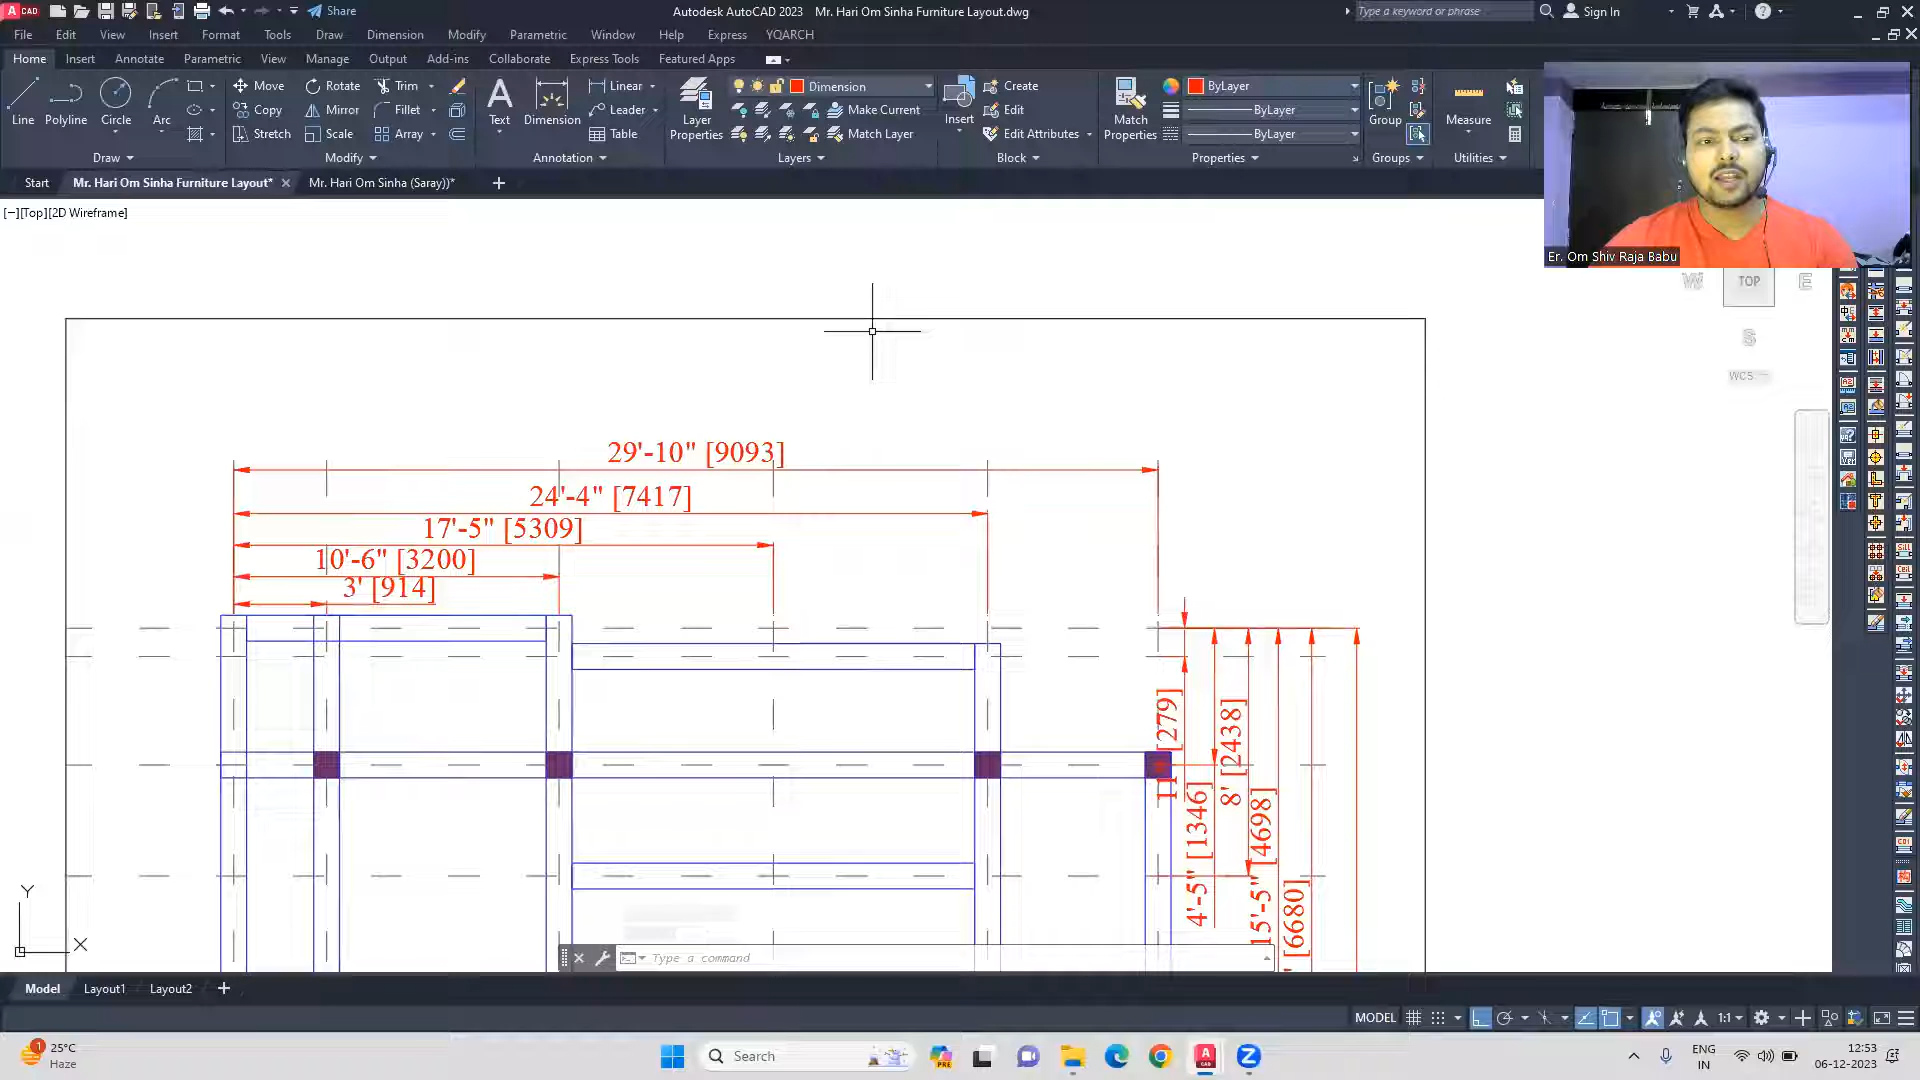 A CAD
Share
Autodesk AutoCAD 2023 Mr. Hari Om Sinha Furniture Layout.dwg
Type a keyword or phrase
Sign In
File Edit View Insert Format Tools Draw Dimension Modify Parametric Window Help Express YQARCH
Home Insert Annotate Parametric View Manage Output Add-ins Collaborate Express Tools Featured Apps
Line Polyline Circle Arc
Move Rotate Trim
Copy Mirror Fillet
Stretch Scale Array
Text Dimension
Linear
Leader
Table
Layer Properties
Dimension
Make Current
Match Layer
Insert
Create
Edit
Edit Attributes
Match Properties
ByLayer
ByLayer
ByLayer
Group
Measure
Draw Modify Annotation Layers Block Properties Groups Utilities
Start Mr. Hari Om Sinha Furniture Layout* Mr. Hari Om Sinha (Saray))*
[−][Top][2D Wireframe]
Er. Om Shiv Raja Babu
W TOP E
S
WCS
29'-10" [9093]
24'-4" [7417]
17'-5" [5309]
10'-6" [3200]
3' [914]
[279]
4'-5" [1346]
8' [2438]
15'-5" [4698]
[6680]
Y
X
Type a command
Model Layout1 Layout2
MODEL 1:1
25°C
Haze
1
Search
PRE
ENG
IN
12:53
06-12-2023